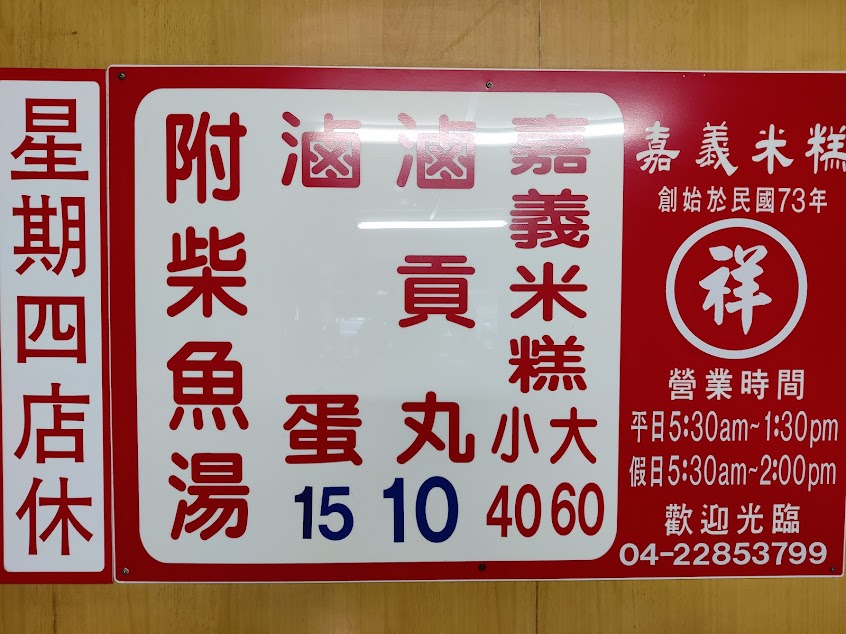 嘉義米糕
創始於民國73年
祥
營業時間
平日5:30am~1:30pm
假日5:30am~2:00pm
歡迎光臨
04-22853799
嘉義米糕
大 60
小 40
滷貢丸 10
滷蛋 15
附柴魚湯
星期四店休